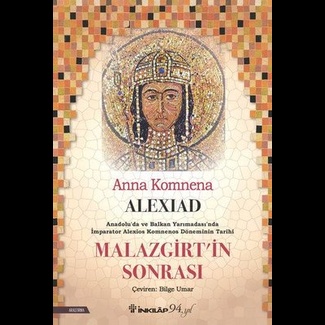 Anna Komnena
ALEXIAD
Anadolu'da ve Balkan Yarımadası'nda
İmparator Alexios Komnenos Döneminin Tarihi
MALAZGİRT'İN
SONRASI
Çeviren: Bilge Umar
İNKILÂP 94.yıl